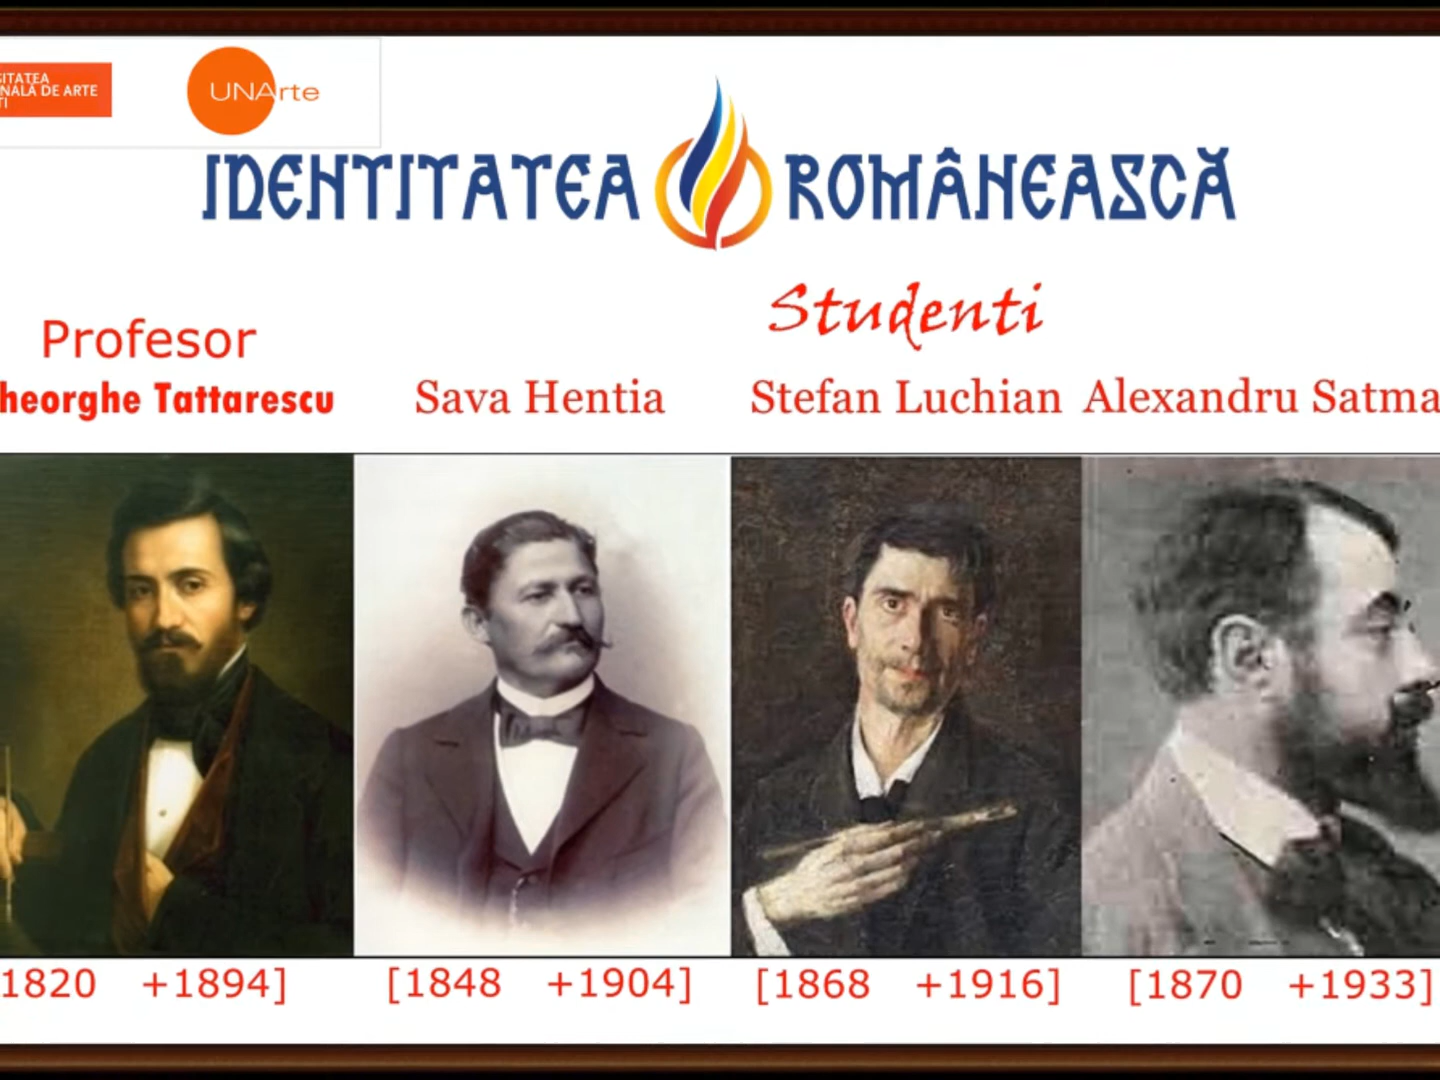 SITATEA
NALĂ DE ARTE
TI
UNArte
IDENTITATEA ROMÂNEASCĂ
Studenti
Profesor
heorghe Tattarescu
Sava Hentia
Stefan Luchian
Alexandru Satma
1820 +1894]
[1848 +1904]
[1868 +1916]
[1870 +1933]